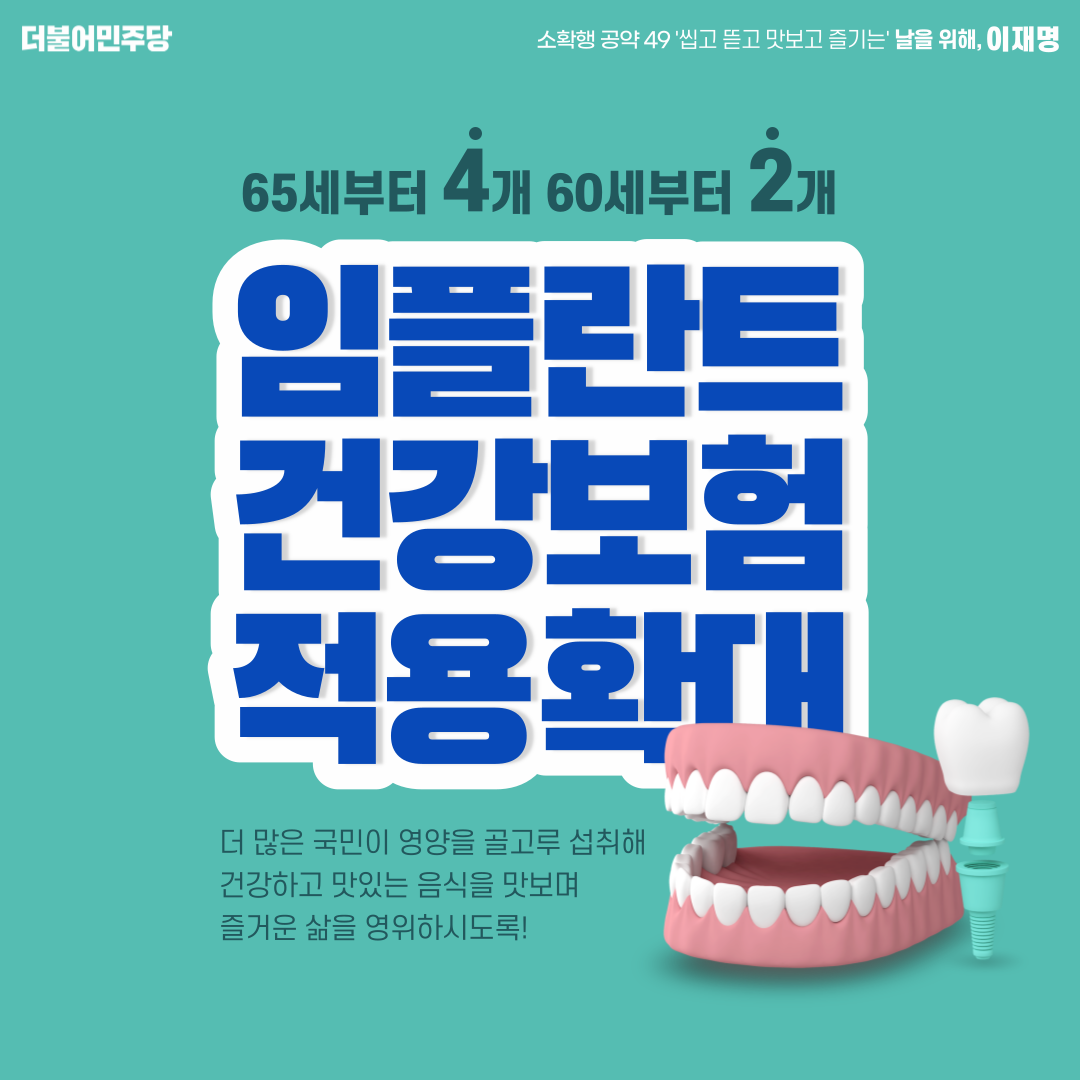 더불어민주당
소확행 공약 49 '씹고 뜯고 맛보고 즐기는' 날을 위해, 이재명
65세부터 4개 60세부터 2개
임플란트
건강보험
적용확대
더 많은 국민이 영양을 골고루 섭취해
건강하고 맛있는 음식을 맛보며
즐거운 삶을 영위하시도록!